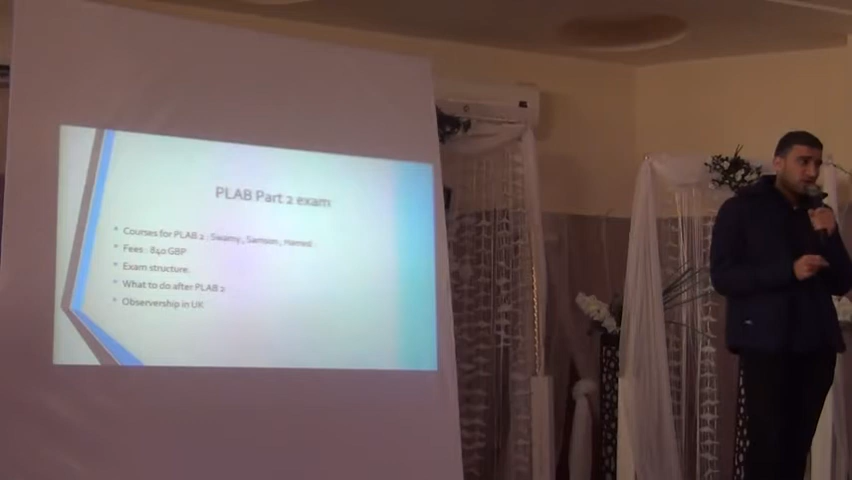 PLAB Part 2 exam
Courses for PLAB 2 : Swamy, Samson, Hamed.
Fees : 840 GBP
Exam structure.
What to do after PLAB 2
Observership in UK